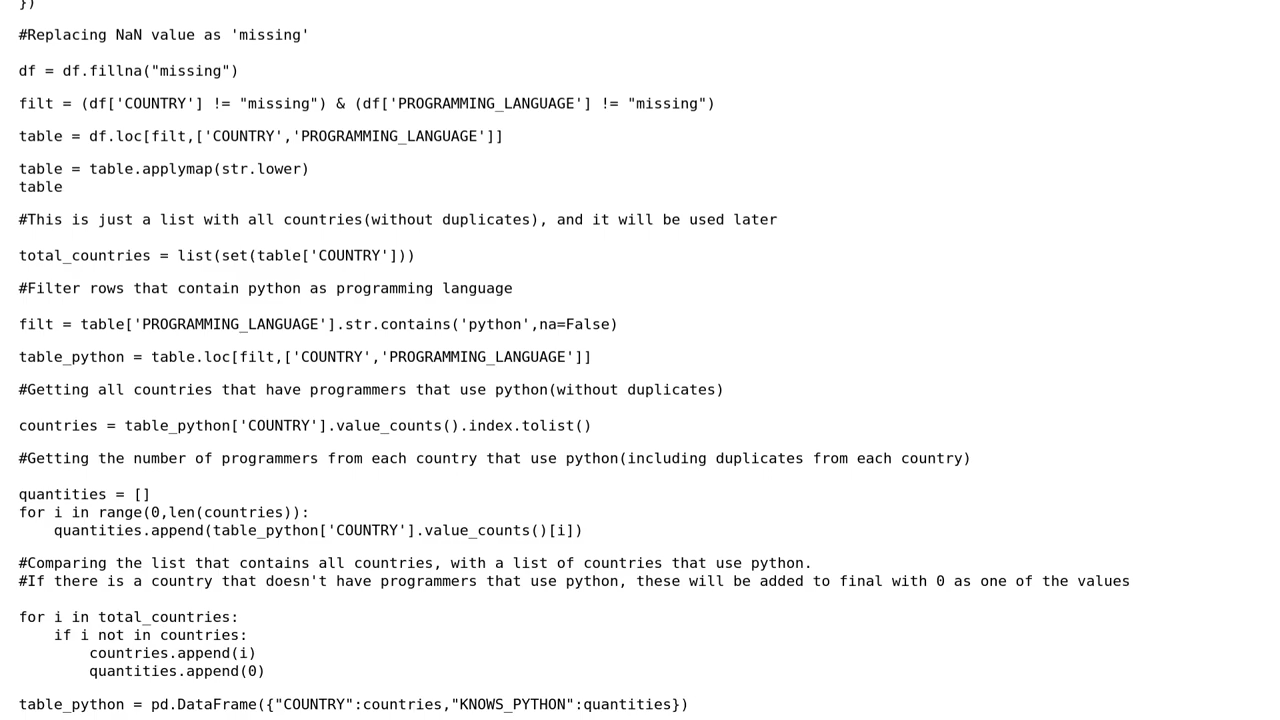 })
#Replacing NaN value as 'missing'
df = df.fillna("missing")
filt = (df['COUNTRY'] != "missing") & (df['PROGRAMMING_LANGUAGE'] != "missing")
table = df.loc[filt,['COUNTRY','PROGRAMMING_LANGUAGE']]
table = table.applymap(str.lower)
table
#This is just a list with all countries(without duplicates), and it will be used later
total_countries = list(set(table['COUNTRY']))
#Filter rows that contain python as programming language
filt = table['PROGRAMMING_LANGUAGE'].str.contains('python',na=False)
table_python = table.loc[filt,['COUNTRY','PROGRAMMING_LANGUAGE']]
#Getting all countries that have programmers that use python(without duplicates)
countries = table_python['COUNTRY'].value_counts().index.tolist()
#Getting the number of programmers from each country that use python(including duplicates from each country)
quantities = []
for i in range(0,len(countries)):
    quantities.append(table_python['COUNTRY'].value_counts()[i])
#Comparing the list that contains all countries, with a list of countries that use python.
#If there is a country that doesn't have programmers that use python, these will be added to final with 0 as one of the values
for i in total_countries:
    if i not in countries:
        countries.append(i)
        quantities.append(0)
table_python = pd.DataFrame({"COUNTRY":countries,"KNOWS_PYTHON":quantities})